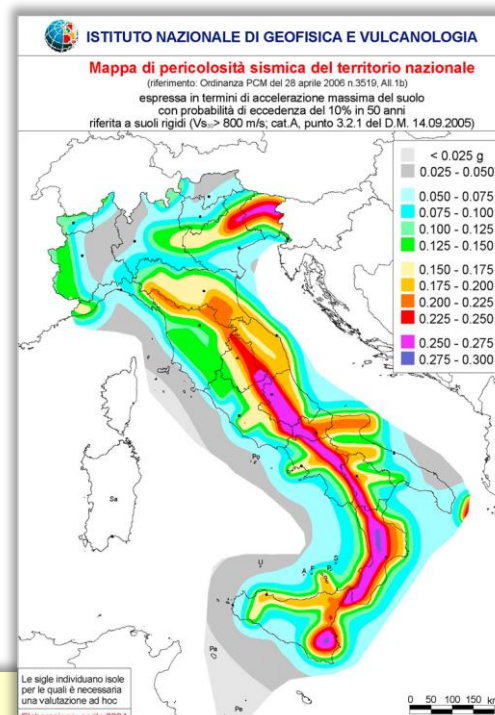 ISTITUTO NAZIONALE DI GEOFISICA E VULCANOLOGIA
Mappa di pericolosità sismica del territorio nazionale
(riferimento: Ordinanza PCM del 28 aprile 2006 n.3519, All.1b)
espressa in termini di accelerazione massima del suolo
con probabilità di eccedenza del 10% in 50 anni
riferita a suoli rigidi (Vs₃₀> 800 m/s; cat.A, punto 3.2.1 del D.M. 14.09.2005)
< 0.025 g
0.025 - 0.050
0.050 - 0.075
0.075 - 0.100
0.100 - 0.125
0.125 - 0.150
0.150 - 0.175
0.175 - 0.200
0.200 - 0.225
0.225 - 0.250
0.250 - 0.275
0.275 - 0.300
Po
Sa
U
S
A F P
Pa
Pe
Le sigle individuano isole
per le quali è necessaria
una valutazione ad hoc
0 50 100 150